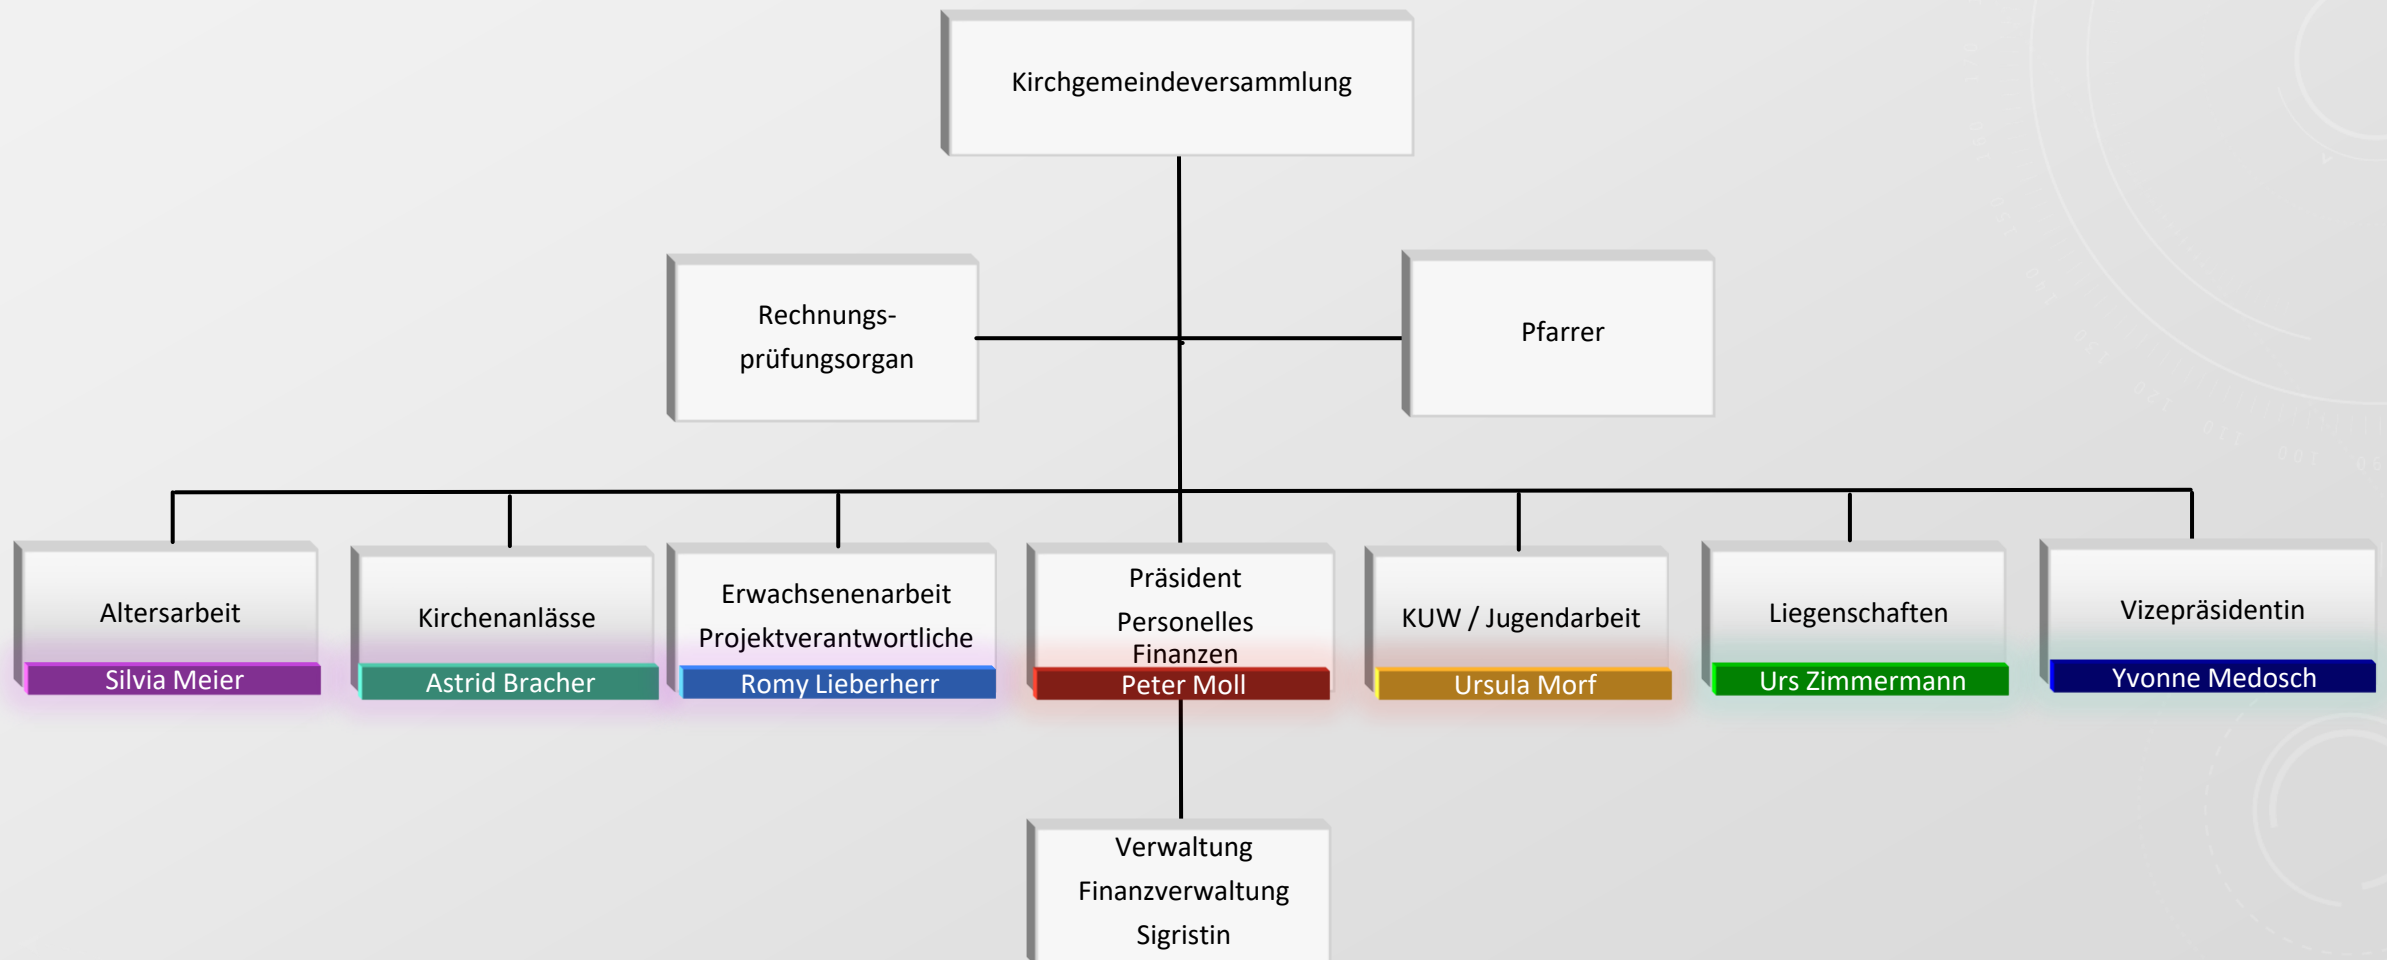 Kirchgemeindeversammlung
Rechnungs-
prüfungsorgan
Pfarrer
Altersarbeit
Silvia Meier
Kirchenanlässe
Astrid Bracher
Erwachsenenarbeit
Projektverantwortliche
Romy Lieberherr
Präsident
Personelles
Finanzen
Peter Moll
KUW / Jugendarbeit
Ursula Morf
Liegenschaften
Urs Zimmermann
Vizepräsidentin
Yvonne Medosch
Verwaltung
Finanzverwaltung
Sigristin